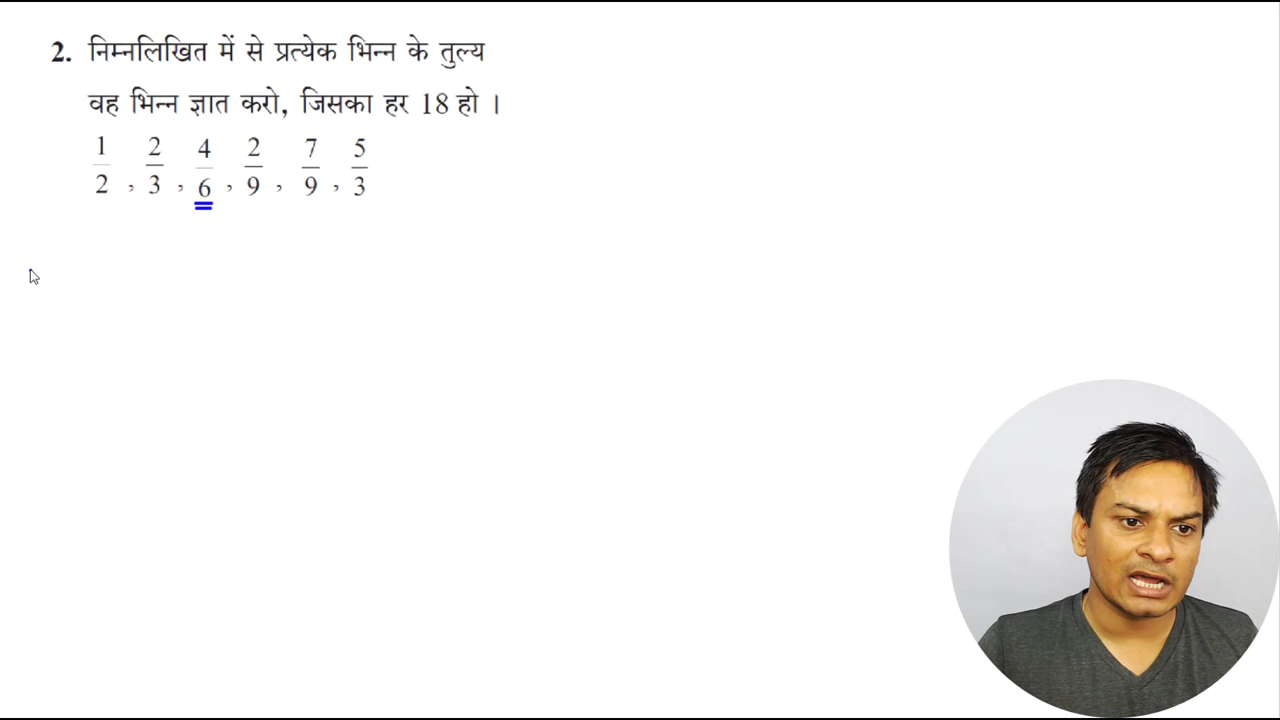 2. निम्नलिखित में से प्रत्येक भिन्न के तुल्य
वह भिन्न ज्ञात करो, जिसका हर 18 हो ।
1/2 , 2/3 , 4/6 , 2/9 , 7/9 , 5/3